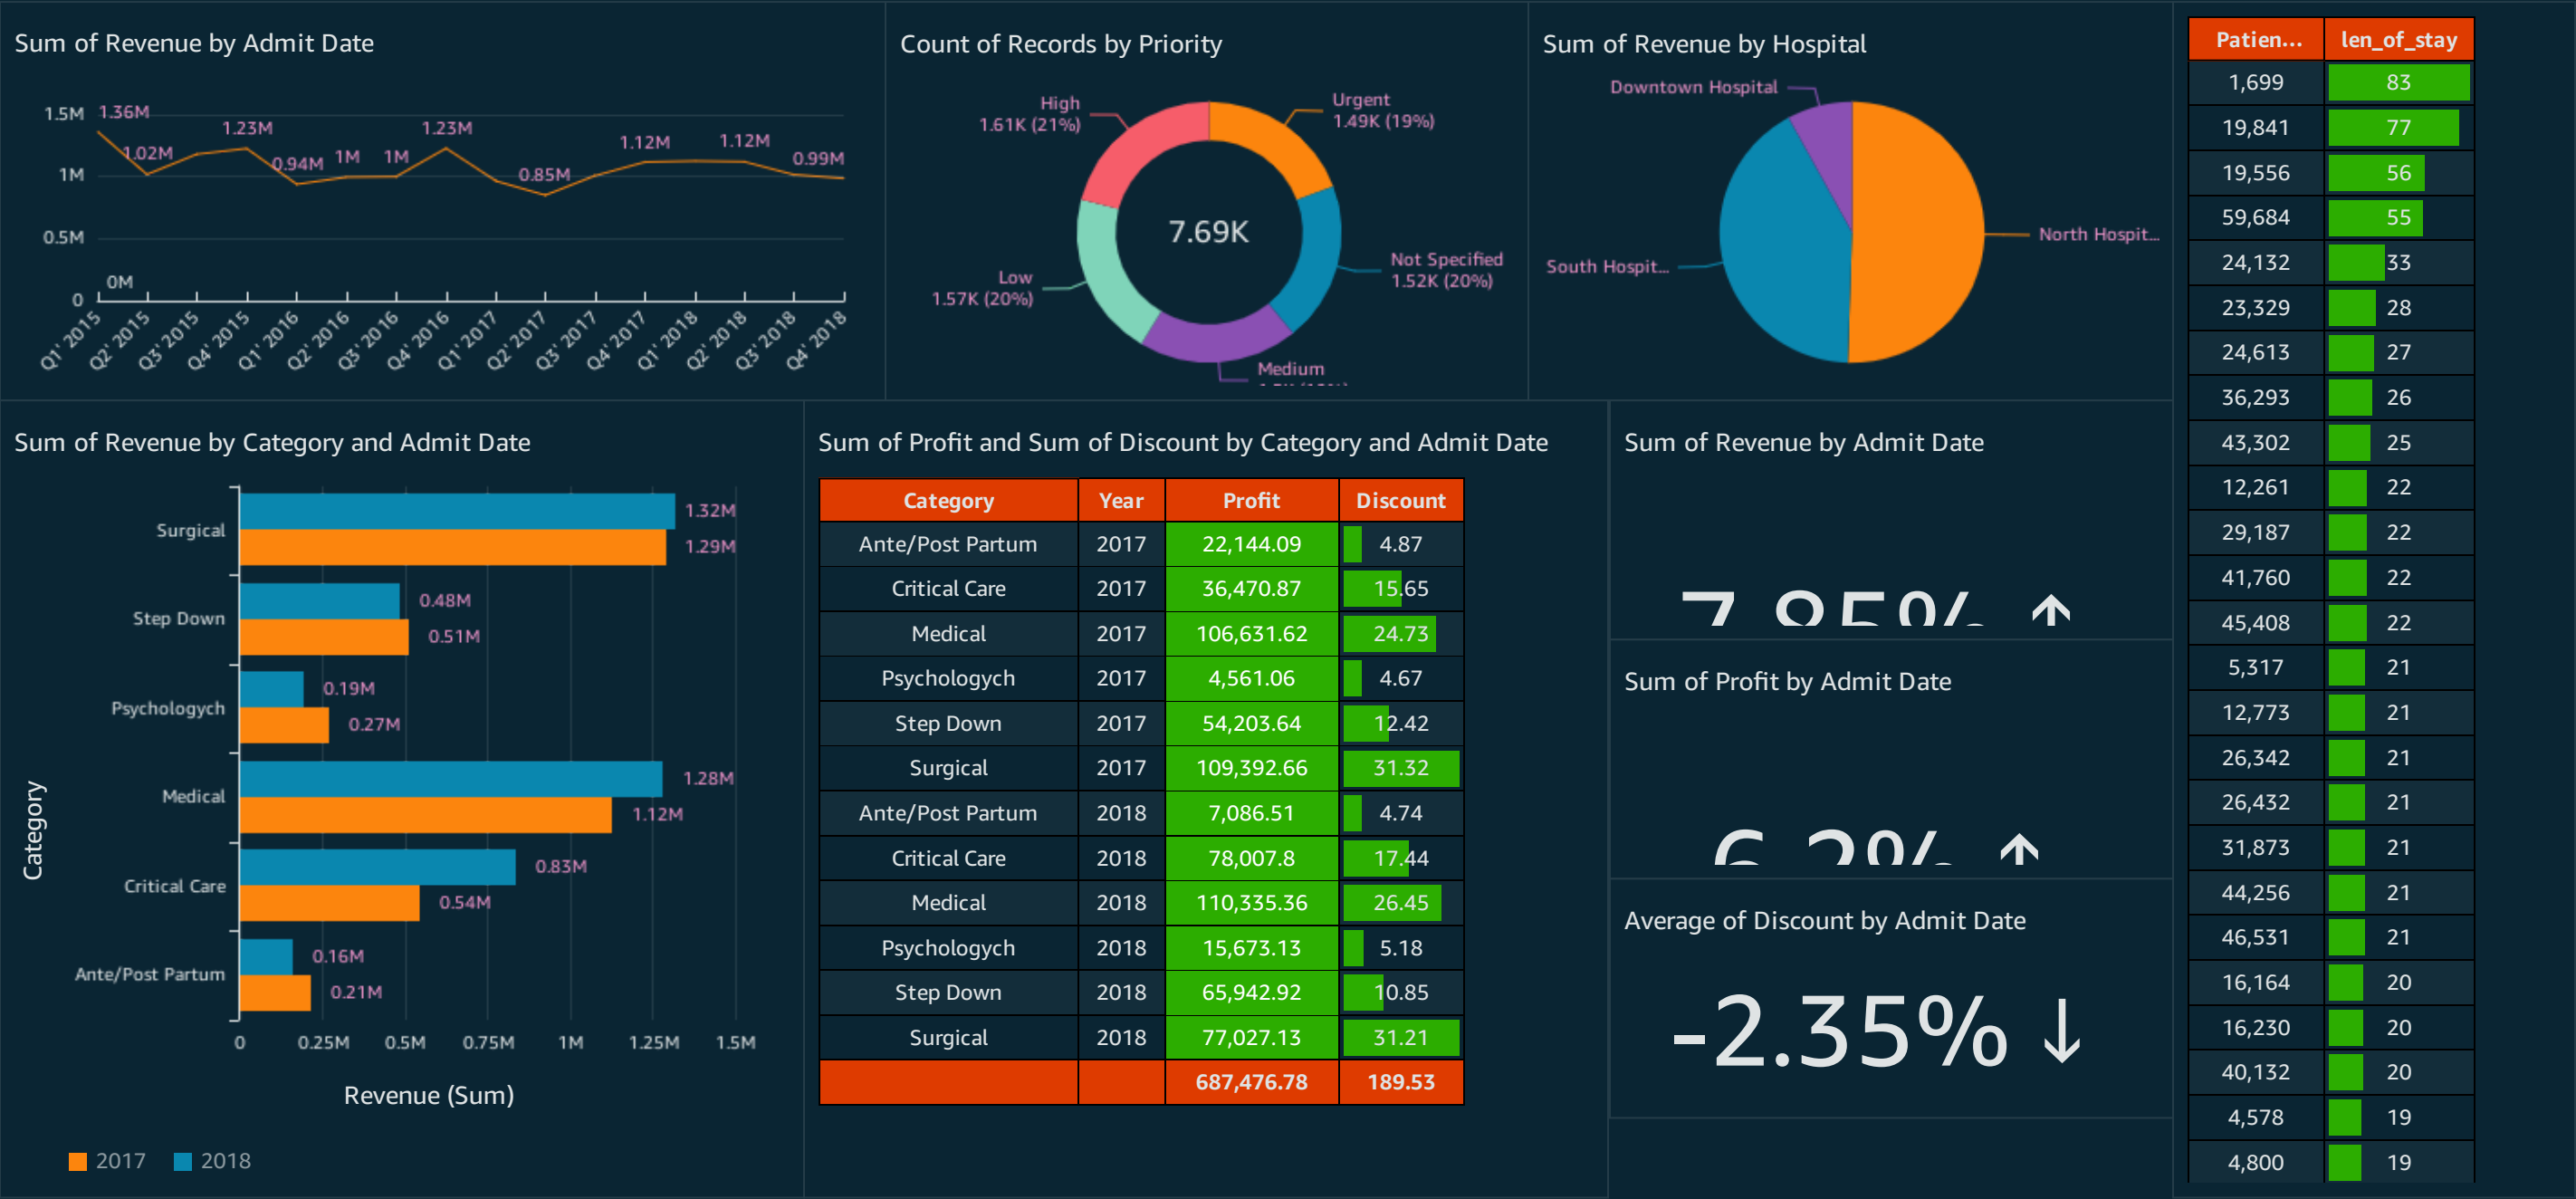 Sum of Revenue by Admit Date
1.5M
1M
0.5M
0
1.36M
1.02M
1.23M
0.94M
1M
1M
1.23M
0.85M
1.12M
1.12M
0.99M
0M
Q1' 2015
Q2' 2015
Q3' 2015
Q4' 2015
Q1' 2016
Q2' 2016
Q3' 2016
Q4' 2016
Q1' 2017
Q2' 2017
Q3' 2017
Q4' 2017
Q1' 2018
Q2' 2018
Q3' 2018
Q4' 2018
Count of Records by Priority
High
1.61K (21%)
Urgent
1.49K (19%)
7.69K
Not Specified
1.52K (20%)
Low
1.57K (20%)
Medium
Sum of Revenue by Hospital
Downtown Hospital
North Hospit...
South Hospit...
Patien... len_of_stay
1,699 83
19,841 77
19,556 56
59,684 55
24,132 33
23,329 28
24,613 27
36,293 26
43,302 25
12,261 22
29,187 22
41,760 22
45,408 22
5,317 21
12,773 21
26,342 21
26,432 21
31,873 21
44,256 21
46,531 21
16,164 20
16,230 20
40,132 20
4,578 19
4,800 19
Sum of Revenue by Category and Admit Date
Category
Surgical
1.32M
1.29M
Step Down
0.48M
0.51M
Psychologych
0.19M
0.27M
Medical
1.28M
1.12M
Critical Care
0.83M
0.54M
Ante/Post Partum
0.16M
0.21M
0 0.25M 0.5M 0.75M 1M 1.25M 1.5M
Revenue (Sum)
2017 2018
Sum of Profit and Sum of Discount by Category and Admit Date
Category Year Profit Discount
Ante/Post Partum 2017 22,144.09 4.87
Critical Care 2017 36,470.87 15.65
Medical 2017 106,631.62 24.73
Psychologych 2017 4,561.06 4.67
Step Down 2017 54,203.64 12.42
Surgical 2017 109,392.66 31.32
Ante/Post Partum 2018 7,086.51 4.74
Critical Care 2018 78,007.8 17.44
Medical 2018 110,335.36 26.45
Psychologych 2018 15,673.13 5.18
Step Down 2018 65,942.92 10.85
Surgical 2018 77,027.13 31.21
687,476.78 189.53
Sum of Revenue by Admit Date
7.85% ↑
Sum of Profit by Admit Date
6.2% ↑
Average of Discount by Admit Date
-2.35% ↓